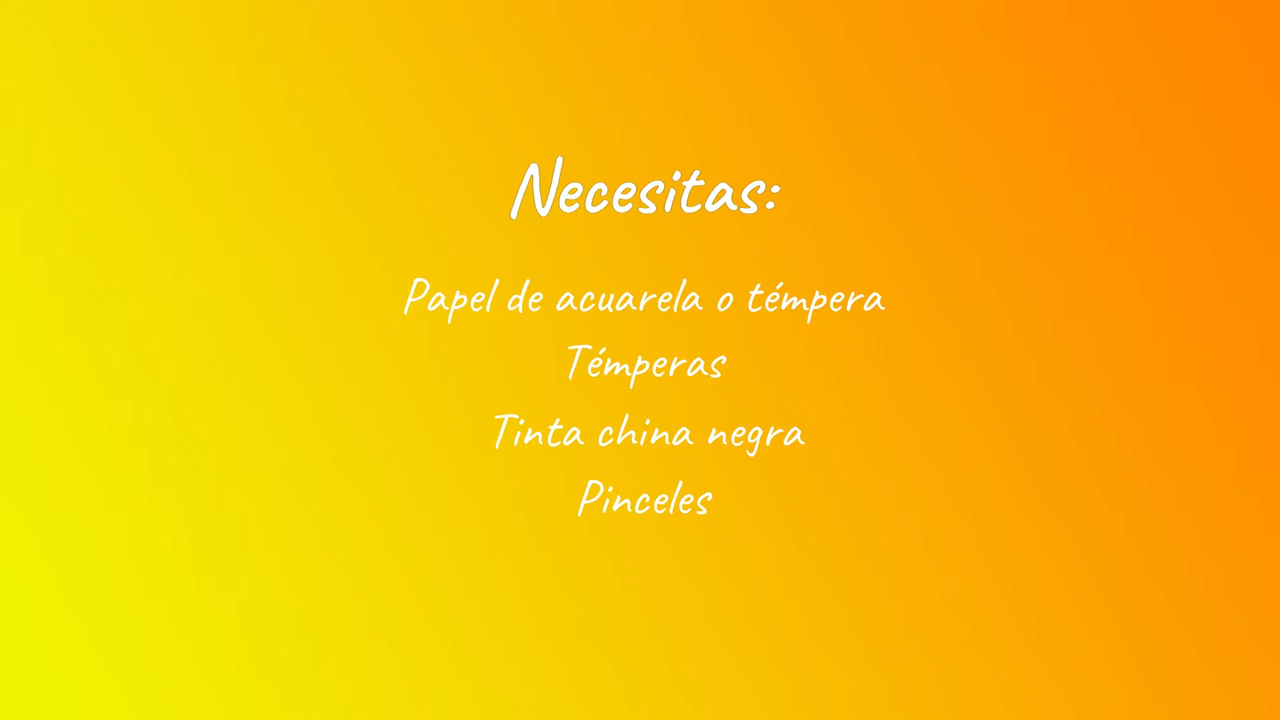 Necesitas:
Papel de acuarela o témpera
Témperas
Tinta china negra
Pinceles